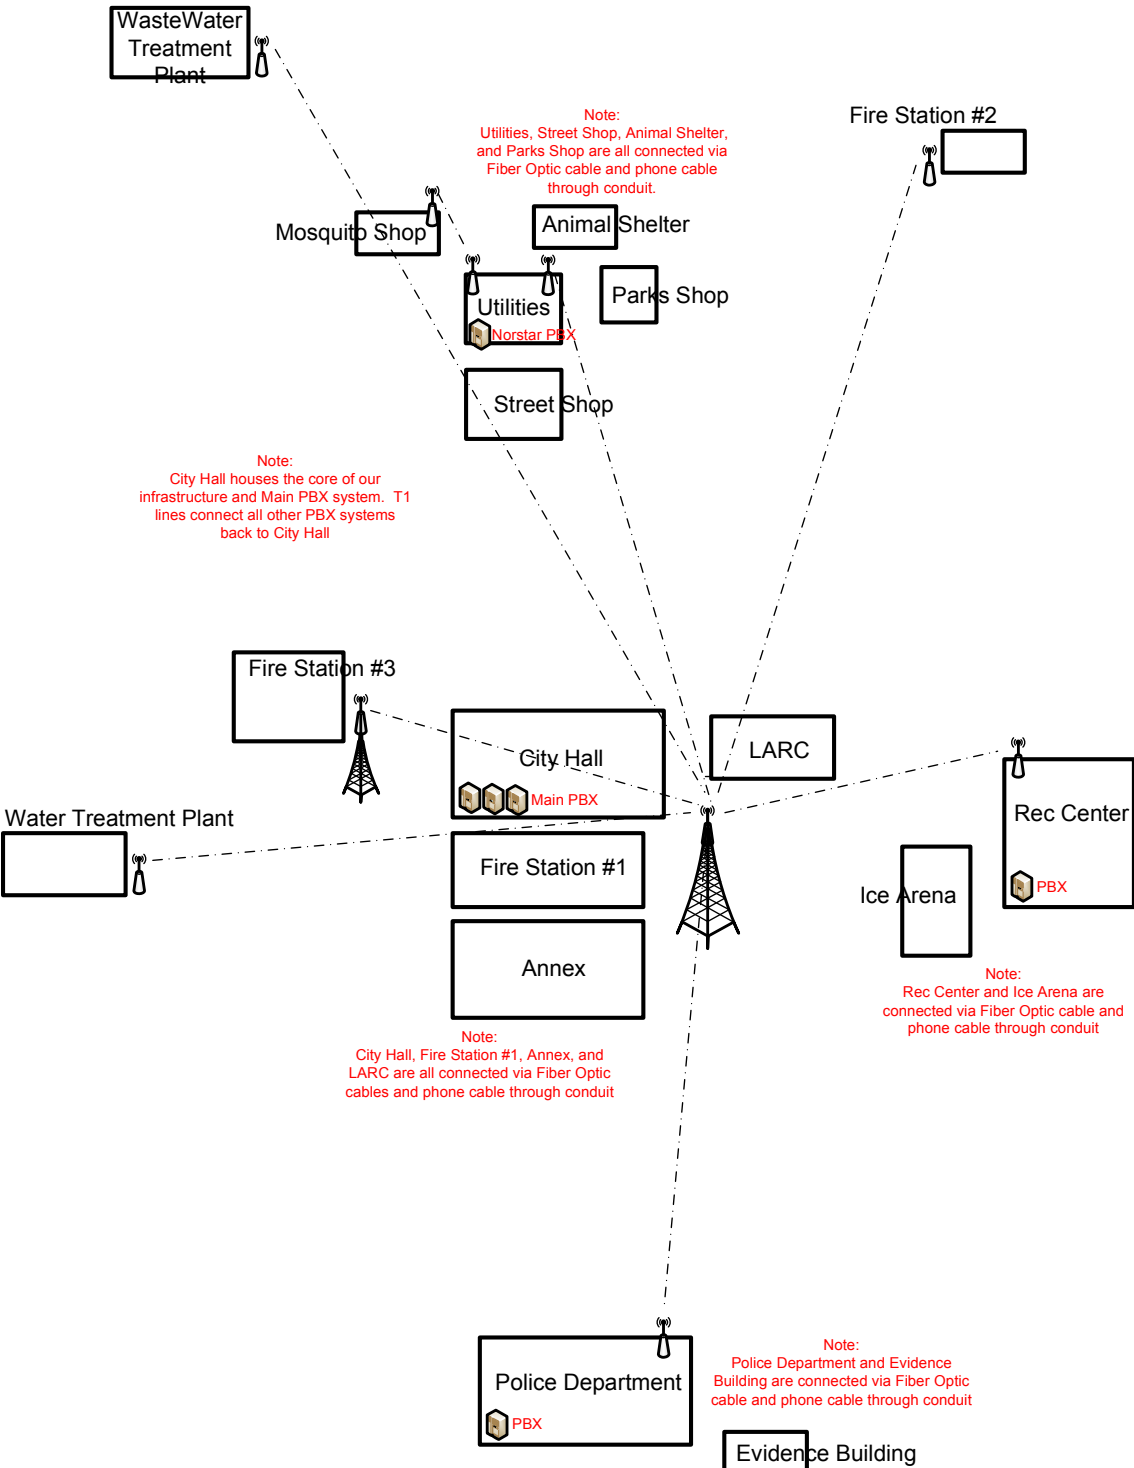 WasteWater
Treatment
Plant
Note:
Utilities, Street Shop, Animal Shelter,
and Parks Shop are all connected via
Fiber Optic cable and phone cable
through conduit.
Fire Station #2
Mosquito Shop
Animal Shelter
Utilities
Norstar PBX
Parks Shop
Street Shop
Note:
City Hall houses the core of our
infrastructure and Main PBX system.  T1
lines connect all other PBX systems
back to City Hall
Fire Station #3
City Hall
Main PBX
LARC
Water Treatment Plant
Rec Center
PBX
Fire Station #1
Ice Arena
Annex
Note:
Rec Center and Ice Arena are
connected via Fiber Optic cable and
phone cable through conduit
Note:
City Hall, Fire Station #1, Annex, and
LARC are all connected via Fiber Optic
cables and phone cable through conduit
Police Department
PBX
Note:
Police Department and Evidence
Building are connected via Fiber Optic
cable and phone cable through conduit
Evidence Building